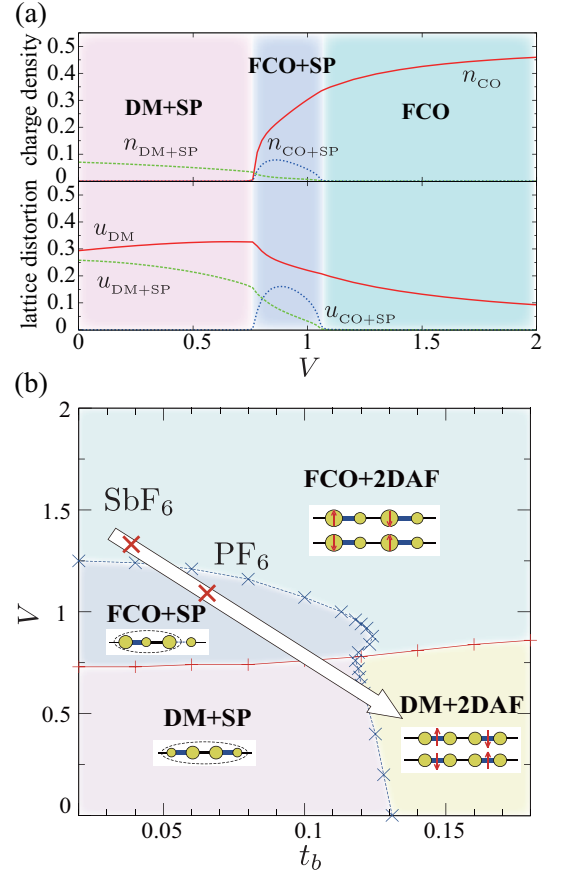 (a)
charge density
0.5
0.4
0.3
0.2
0.1
0
DM+SP
FCO+SP
FCO
n_DM+SP
n_CO+SP
n_CO
lattice distortion
0.5
0.4
0.3
0.2
0.1
0
u_DM
u_DM+SP
u_CO+SP
0 0.5 1 1.5 2
V
(b)
V
2
1.5
1
0.5
0
FCO+2DAF
SbF₆
PF₆
FCO+SP
DM+SP
DM+2DAF
0.05 0.1 0.15
t_b